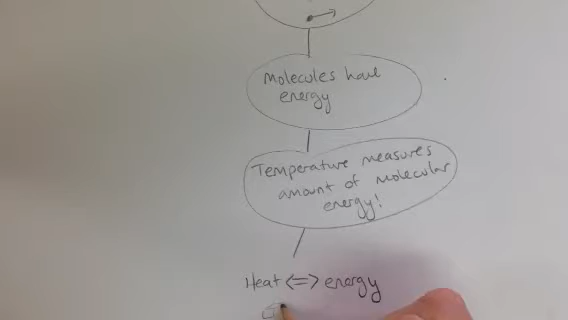 Molecules have
energy
Temperature measures
amount of molecular
energy!
Heat <=> energy